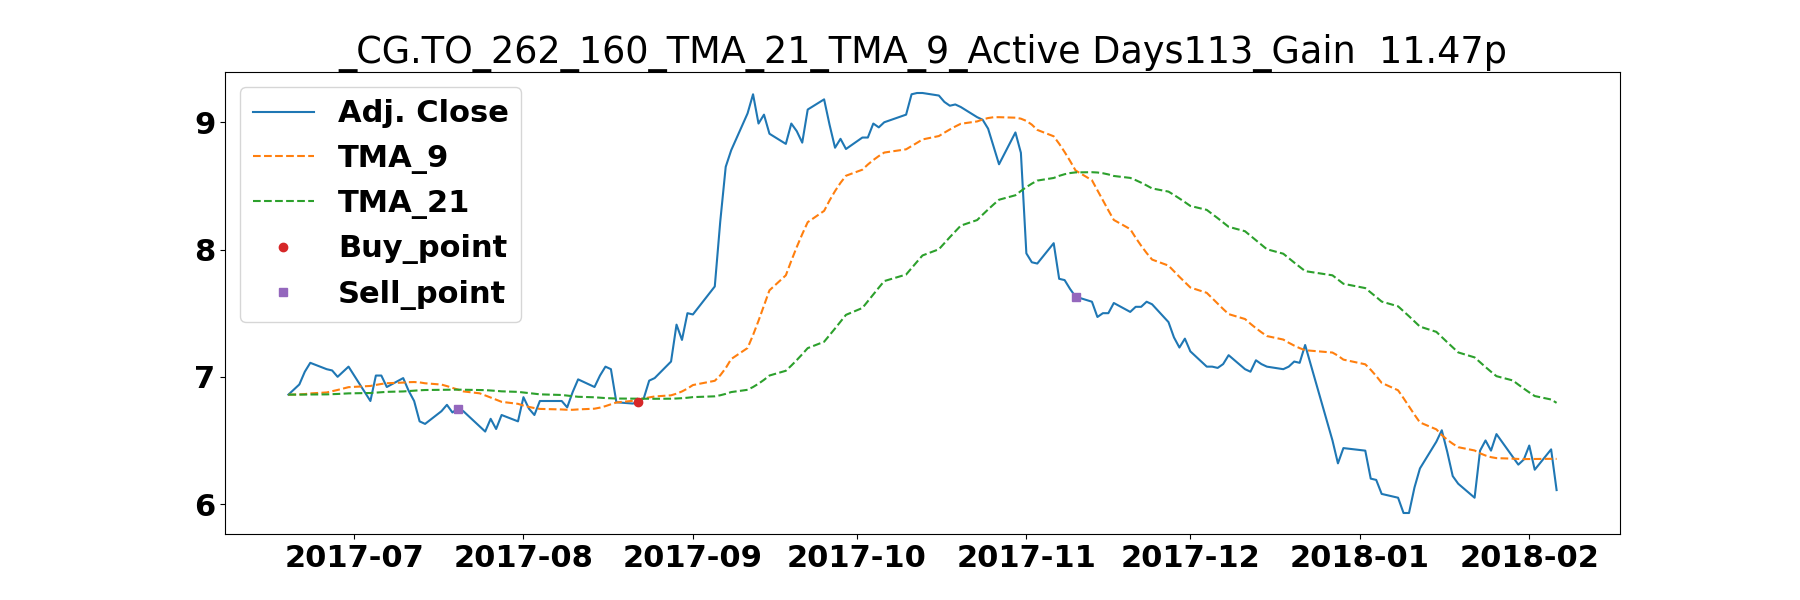 _CG.TO_262_160_TMA_21_TMA_9_Active Days113_Gain  11.47p
Adj. Close
TMA_9
TMA_21
Buy_point
Sell_point
9
8
7
6
2017-07 2017-08 2017-09 2017-10 2017-11 2017-12 2018-01 2018-02